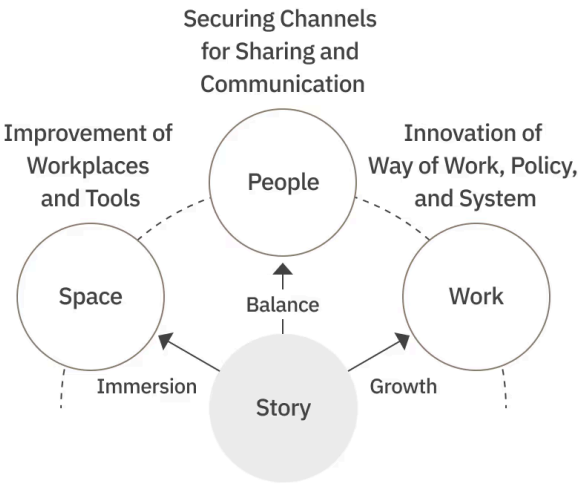 Securing Channels
for Sharing and
Communication
Improvement of
Workplaces
and Tools
Innovation of
Way of Work, Policy,
and System
People
Space
Work
Balance
Immersion
Growth
Story